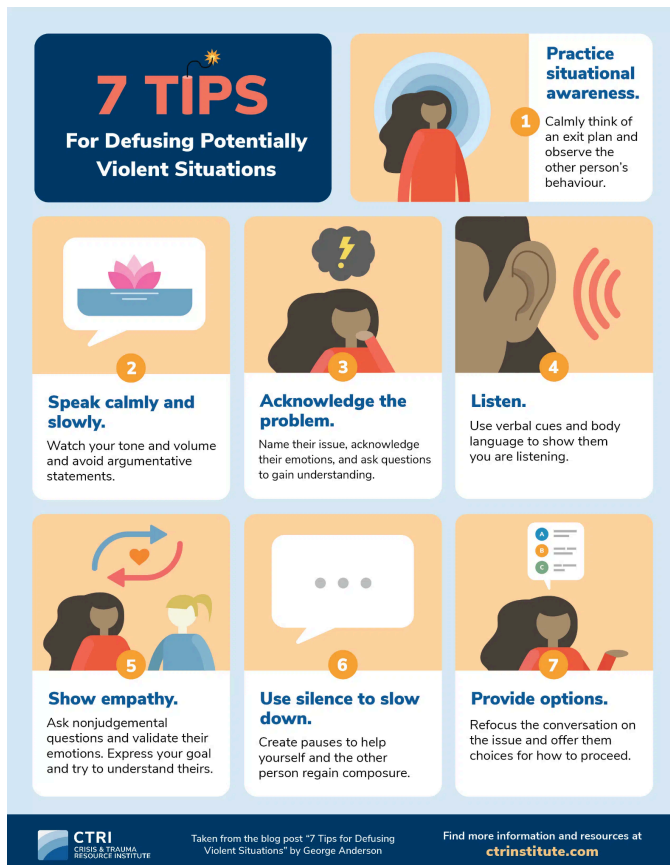 7 TIPS
For Defusing Potentially
Violent Situations
Practice
situational
awareness.
1
Calmly think of
an exit plan and
observe the
other person's
behaviour.
2
Speak calmly and
slowly.
Watch your tone and volume
and avoid argumentative
statements.
3
Acknowledge the
problem.
Name their issue, acknowledge
their emotions, and ask questions
to gain understanding.
4
Listen.
Use verbal cues and body
language to show them
you are listening.
5
Show empathy.
Ask nonjudgemental
questions and validate their
emotions. Express your goal
and try to understand theirs.
6
Use silence to slow
down.
Create pauses to help
yourself and the other
person regain composure.
A
B
C
7
Provide options.
Refocus the conversation on
the issue and offer them
choices for how to proceed.
CTRI
CRISIS & TRAUMA
RESOURCE INSTITUTE
Taken from the blog post “7 Tips for Defusing
Violent Situations” by George Anderson
Find more information and resources at
ctrinstitute.com